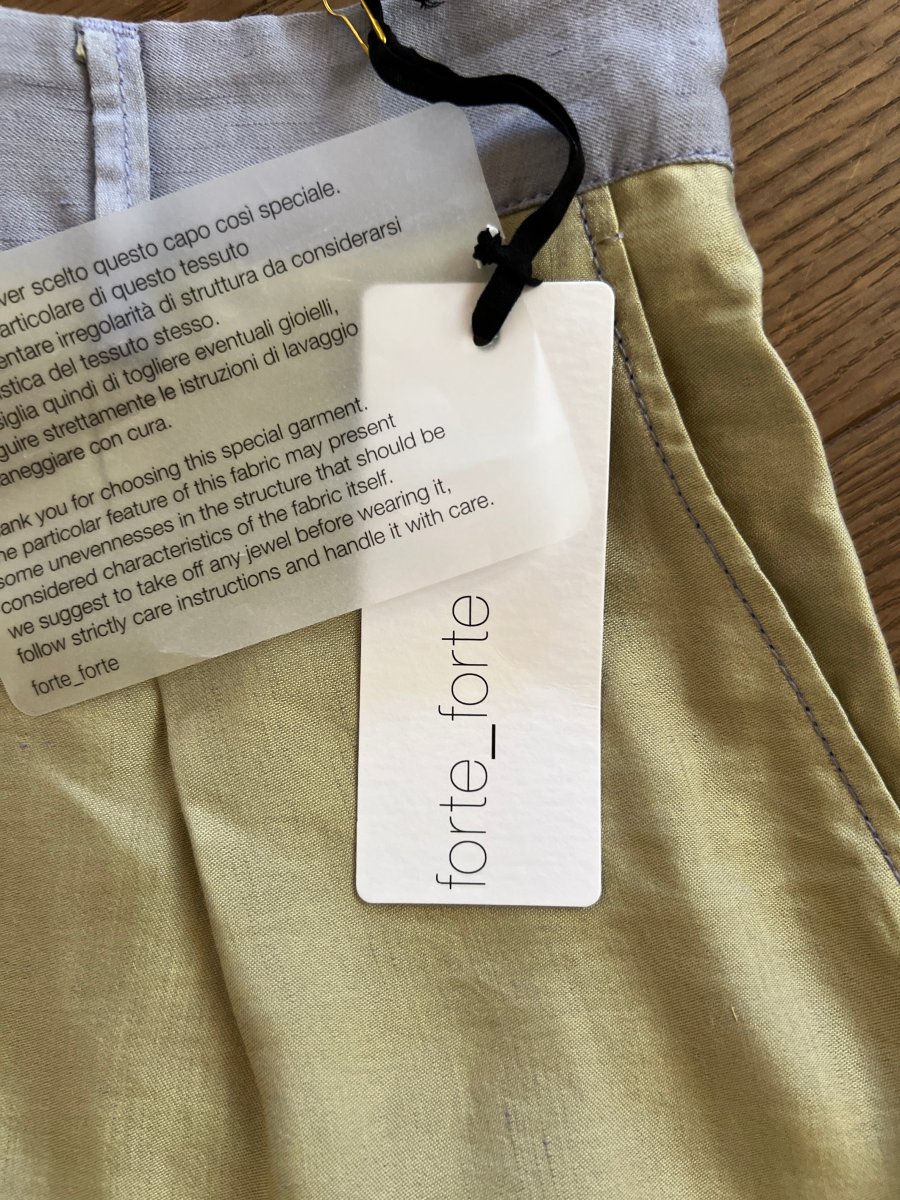 ver scelto questo capo così speciale.
articolare di questo tessuto
entare irregolarità di struttura da considerarsi
stica del tessuto stesso.
iglia quindi di togliere eventuali gioielli,
guire strettamente le istruzioni di lavaggio
aneggiare con cura.
ank you for choosing this special garment.
he particolar feature of this fabric may present
some unevennesses in the structure that should be
considered characteristics of the fabric itself.
we suggest to take off any jewel before wearing it,
follow strictly care instructions and handle it with care.
forte_forte
forte_forte